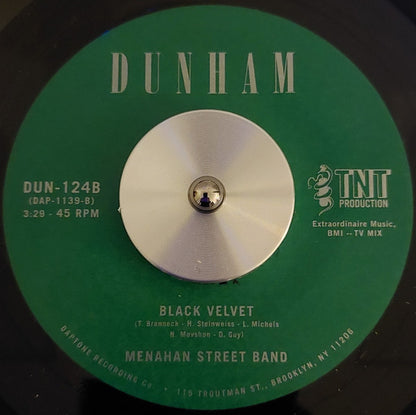 DUNHAM
DUN-124B
(DAP-1139-B)
3:29 - 45 RPM
TNT
PRODUCTION
Extraordinaire Music,
BMI -- TV MIX
BLACK VELVET
(T. Brenneck - H. Steinweiss - L. Michels
N. Movshon - D. Guy)
MENAHAN STREET BAND
DAPTONE RECORDING CO. • 115 TROUTMAN ST., BROOKLYN, NY 11206